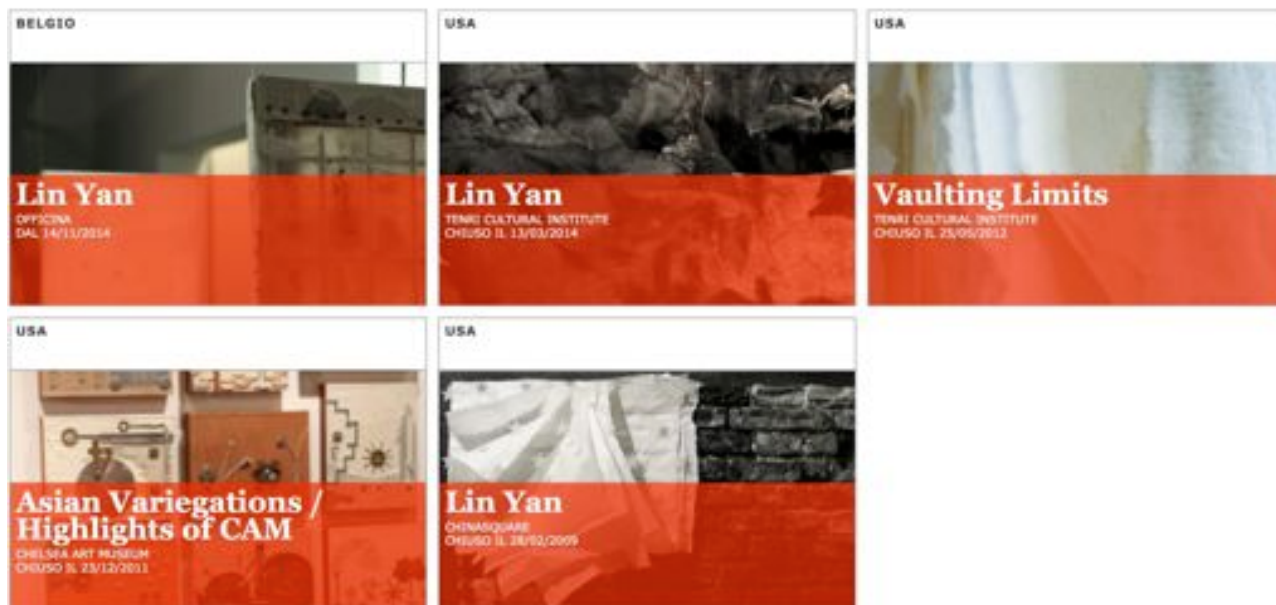 BELGIO
Lin Yan
OFFICINA
DAL 14/11/2014
USA
Lin Yan
TENRI CULTURAL INSTITUTE
CHIUSO IL 13/03/2014
USA
Vaulting Limits
TENRI CULTURAL INSTITUTE
CHIUSO IL 25/05/2012
USA
Asian Variegations /
Highlights of CAM
CHELSEA ART MUSEUM
CHIUSO IL 23/12/2011
USA
Lin Yan
CHINASQUARE
CHIUSO IL 28/02/2009